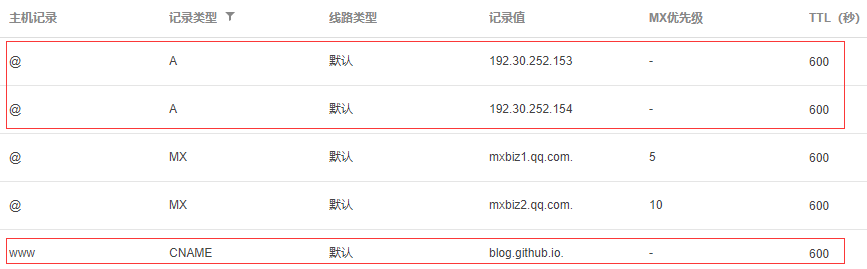 主机记录 记录类型 线路类型 记录值 MX优先级 TTL（秒）
@ A 默认 192.30.252.153 - 600
@ A 默认 192.30.252.154 - 600
@ MX 默认 mxbiz1.qq.com. 5 600
@ MX 默认 mxbiz2.qq.com. 10 600
www CNAME 默认 blog.github.io. - 600